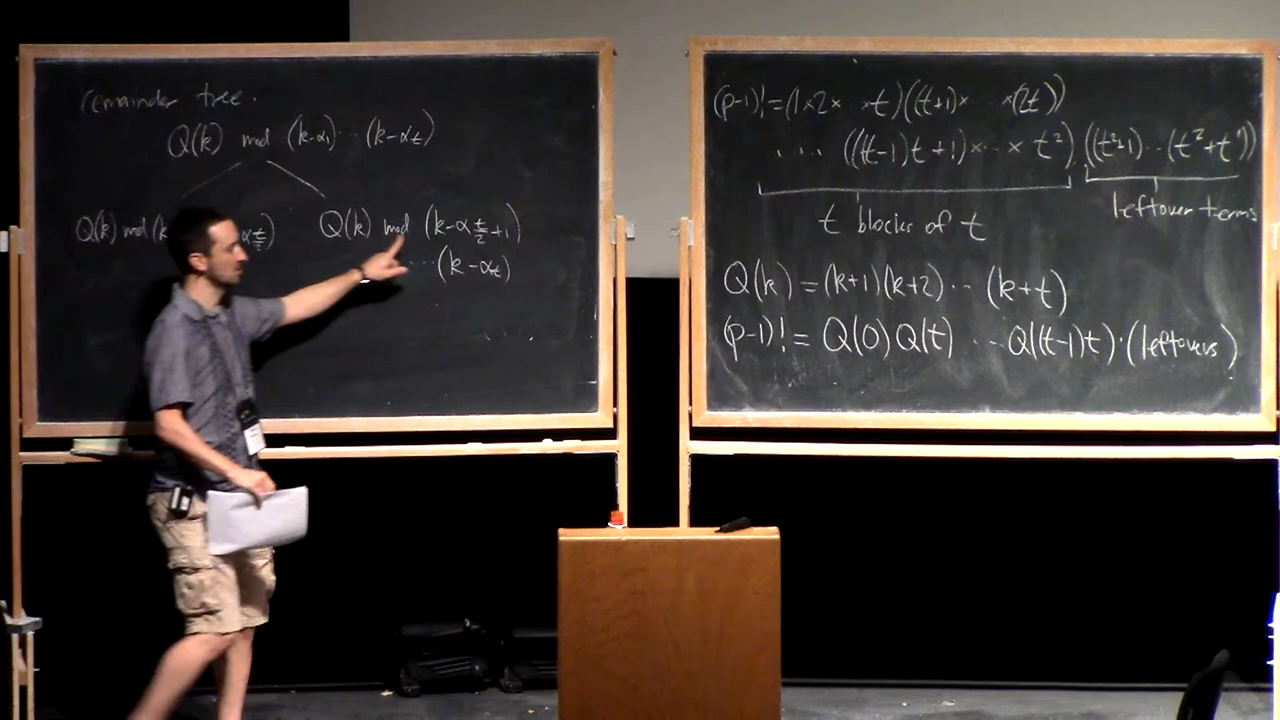 remainder tree.
Q(k) mod (k-α₁)⋯(k-αt)
Q(k) mod (k
α t/2)
Q(k) mod (k-α t/2 +1)
⋯(k-αt)
(p-1)! = (1×2×⋯×t)((t+1)×⋯×(2t))
⋯⋯ (((t-1)t+1)×⋯× t²) ((t²+1)⋯(t²+t'))
t blocks of t
leftover terms
Q(k) = (k+1)(k+2)⋯(k+t)
(p-1)! = Q(0)Q(t) ⋯ Q((t-1)t)·(leftovers)